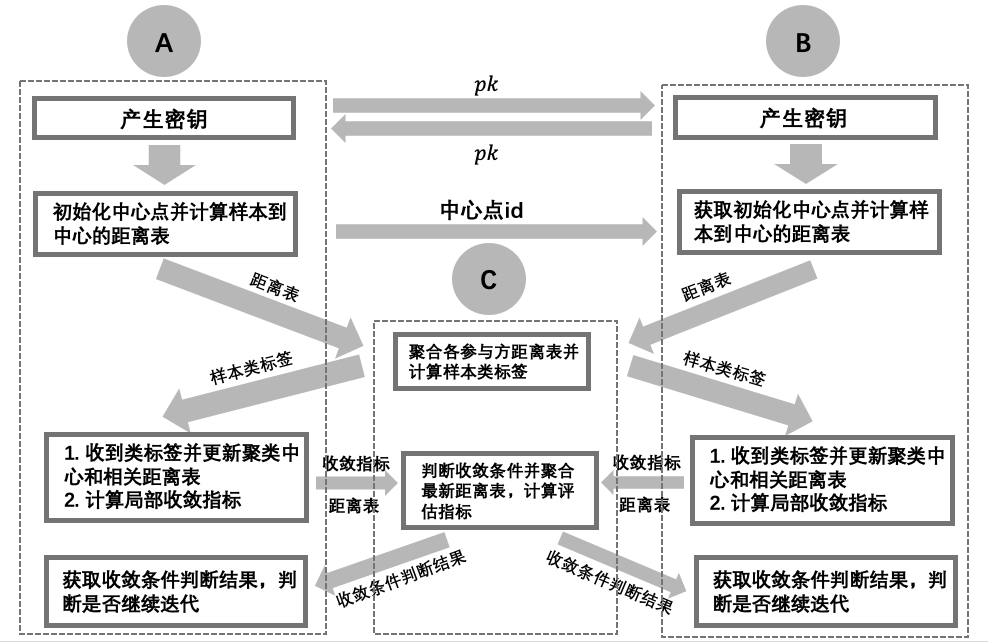 A
B
pk
产生密钥
产生密钥
pk
初始化中心点并计算样本到
中心的距离表
中心点id
获取初始化中心点并计算样
本到中心的距离表
C
距离表
距离表
聚合各参与方距离表并
计算样本类标签
样本类标签
样本类标签
1. 收到类标签并更新聚类中
心和相关距离表
2. 计算局部收敛指标
收敛指标
距离表
判断收敛条件并聚合
最新距离表，计算评
估指标
收敛指标
距离表
1. 收到类标签并更新聚类中
心和相关距离表
2. 计算局部收敛指标
收敛条件判断结果
收敛条件判断结果
获取收敛条件判断结果，判
断是否继续迭代
获取收敛条件判断结果，判
断是否继续迭代